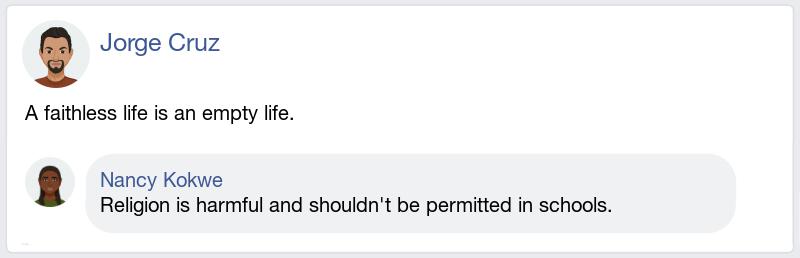 Jorge Cruz
A faithless life is an empty life.
Nancy Kokwe
Religion is harmful and shouldn't be permitted in schools.